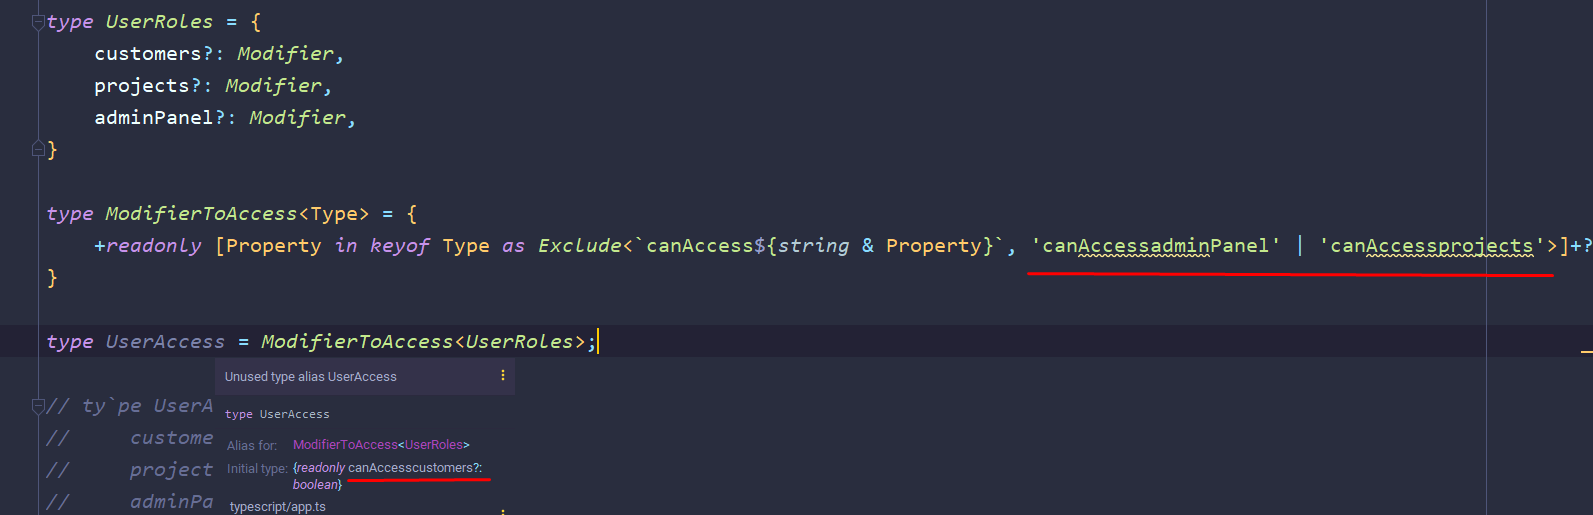 type UserRoles = {
customers?: Modifier,
projects?: Modifier,
adminPanel?: Modifier,
}
type ModifierToAccess<Type> = {
+readonly [Property in keyof Type as Exclude<`canAccess${string & Property}`, 'canAccessadminPanel' | 'canAccessprojects'>]+?
}
type UserAccess = ModifierToAccess<UserRoles>;
Unused type alias UserAccess
// ty`pe UserA
type UserAccess
// custome
Alias for: ModifierToAccess<UserRoles>
// project
Initial type: {readonly canAccesscustomers?:
boolean}
// adminPa
typescript/app.ts